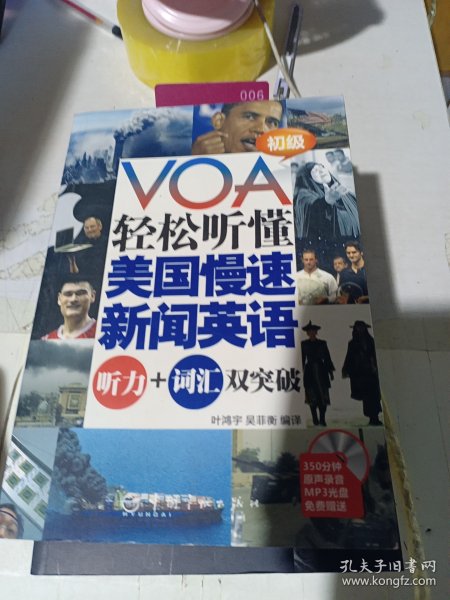 006
初级
VOA
轻松听懂
美国慢速
新闻英语
听力+词汇双突破
叶鸿宇 吴菲衡 编译
350分钟
原声录音
MP3光盘
免费赠送
HYUNDAI
孔夫子旧书网
www.kongfz.com